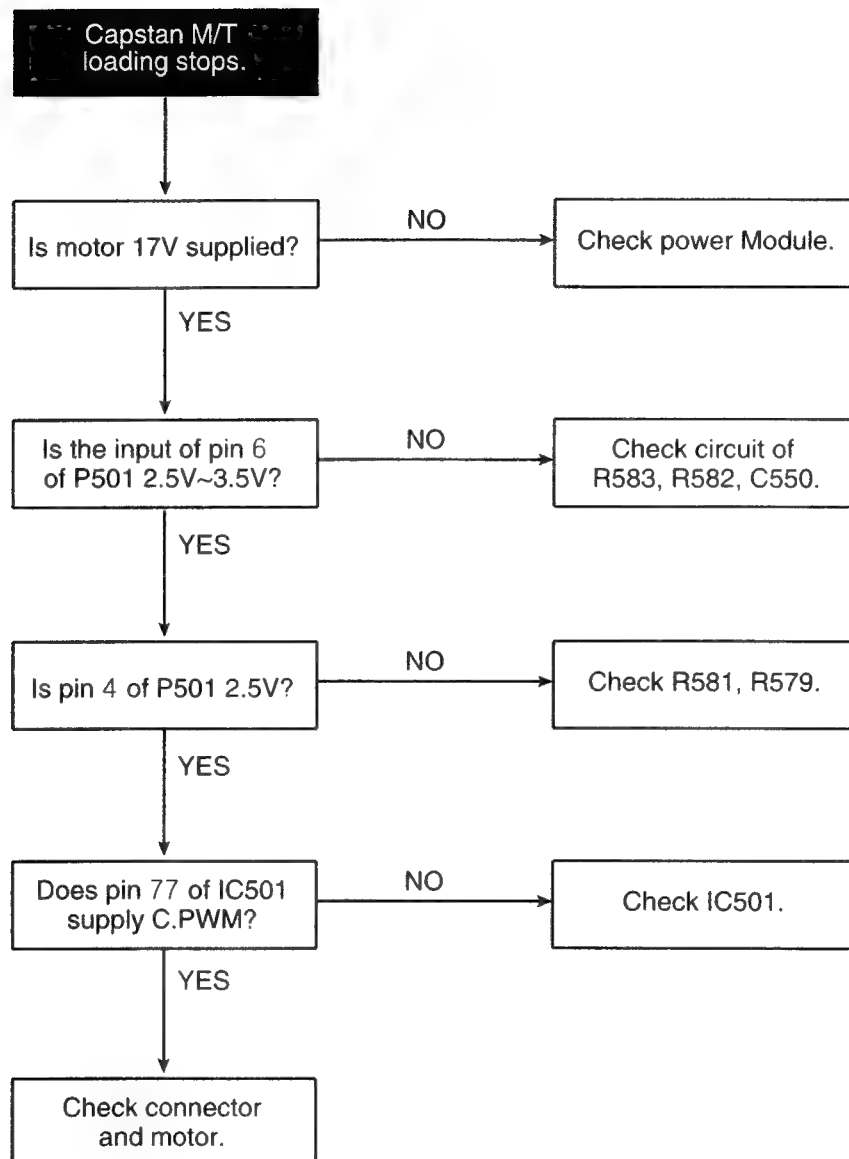 Capstan M/T
loading stops.
Is motor 17V supplied?
NO
Check power Module.
YES
Is the input of pin 6
of P501 2.5V~3.5V?
NO
Check circuit of
R583, R582, C550.
YES
Is pin 4 of P501 2.5V?
NO
Check R581, R579.
YES
Does pin 77 of IC501
supply C.PWM?
NO
Check IC501.
YES
Check connector
and motor.